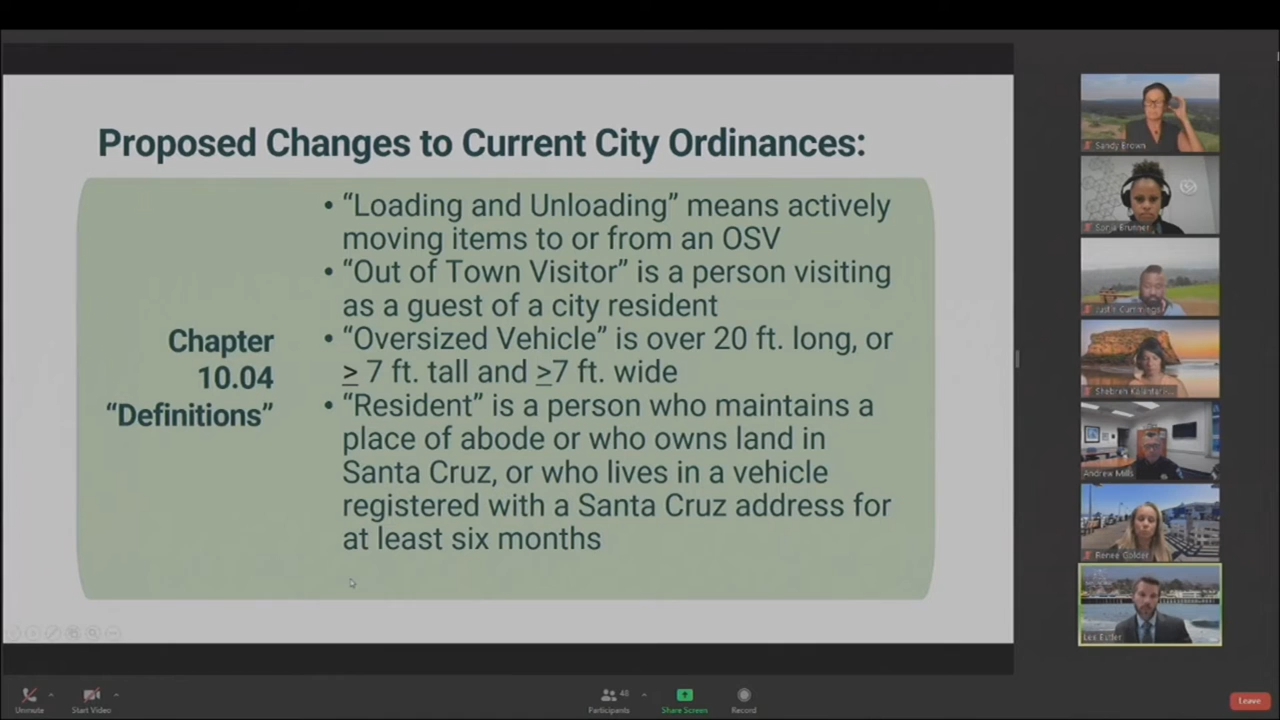 Proposed Changes to Current City Ordinances:
Chapter
10.04
“Definitions”
• “Loading and Unloading” means actively
moving items to or from an OSV
• “Out of Town Visitor” is a person visiting
as a guest of a city resident
• “Oversized Vehicle” is over 20 ft. long, or
≥ 7 ft. tall and ≥7 ft. wide
• “Resident” is a person who maintains a
place of abode or who owns land in
Santa Cruz, or who lives in a vehicle
registered with a Santa Cruz address for
at least six months
Sandy Brown
Sonja Brunner
Justin Cummings
Andrew Mills
Renee Golder
Lee Butler
Unmute
Start Video
48
Participants
Share Screen
Record
Leave